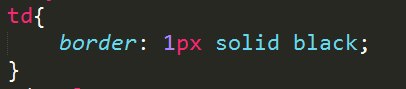 td{
    border: 1px solid black;
}